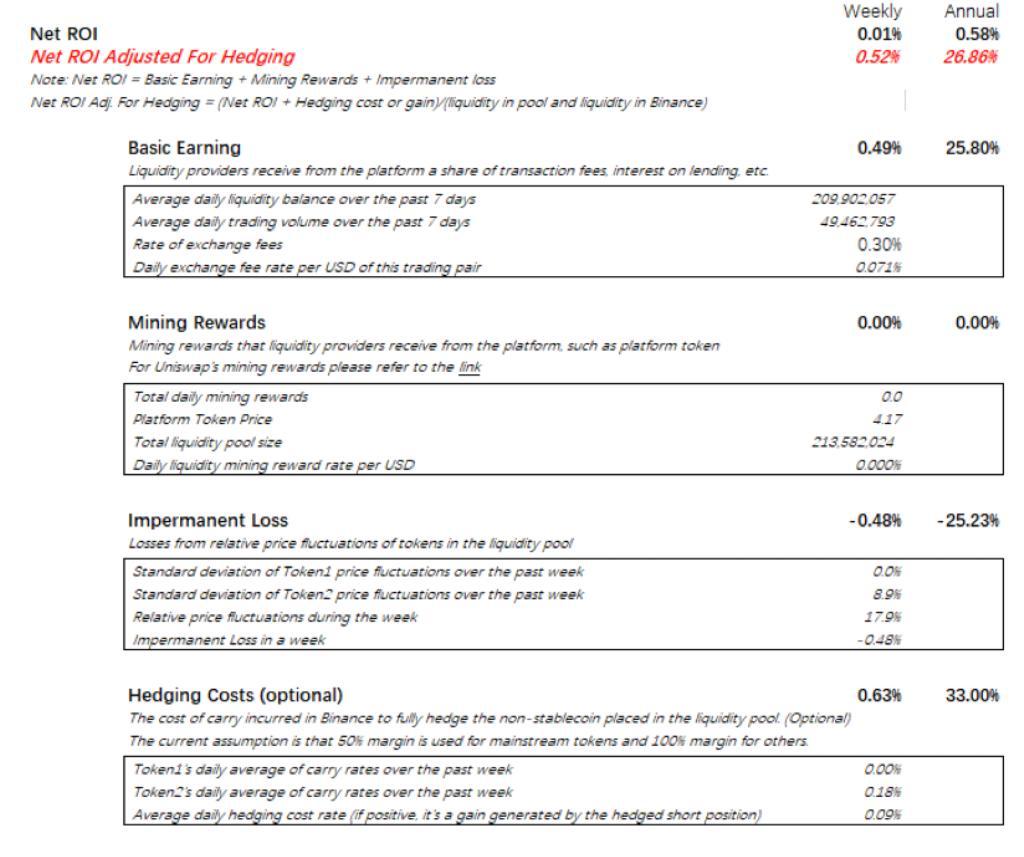 Weekly Annual
Net ROI 0.01% 0.58%
Net ROI Adjusted For Hedging 0.52% 26.86%
Note: Net ROI = Basic Earning + Mining Rewards + Impermanent loss
Net ROI Adj. For Hedging = (Net ROI + Hedging cost or gain)/(liquidity in pool and liquidity in Binance)
Basic Earning 0.49% 25.80%
Liquidity providers receive from the platform a share of transaction fees, interest on lending, etc.
Average daily liquidity balance over the past 7 days 209,902,057
Average daily trading volume over the past 7 days 49,462,793
Rate of exchange fees 0.30%
Daily exchange fee rate per USD of this trading pair 0.071%
Mining Rewards 0.00% 0.00%
Mining rewards that liquidity providers receive from the platform, such as platform token
For Uniswap's mining rewards please refer to the link
Total daily mining rewards 0.0
Platform Token Price 4.17
Total liquidity pool size 213,582,024
Daily liquidity mining reward rate per USD 0.000%
Impermanent Loss -0.48% -25.23%
Losses from relative price fluctuations of tokens in the liquidity pool
Standard deviation of Token1 price fluctuations over the past week 0.0%
Standard deviation of Token2 price fluctuations over the past week 8.9%
Relative price fluctuations during the week 17.9%
Impermanent Loss in a week -0.48%
Hedging Costs (optional) 0.63% 33.00%
The cost of carry incurred in Binance to fully hedge the non-stablecoin placed in the liquidity pool. (Optional)
The current assumption is that 50% margin is used for mainstream tokens and 100% margin for others.
Token1's daily average of carry rates over the past week 0.00%
Token2's daily average of carry rates over the past week 0.18%
Average daily hedging cost rate (if positive, it's a gain generated by the hedged short position) 0.09%